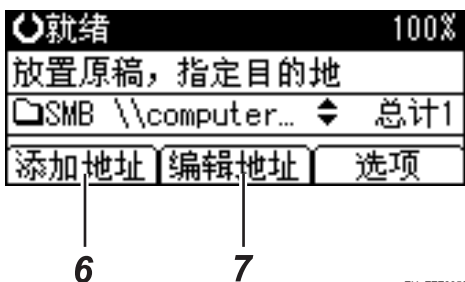 就绪 100%
放置原稿，指定目的地
SMB \\computer... 总计1
添加地址 编辑地址 选项
6 7